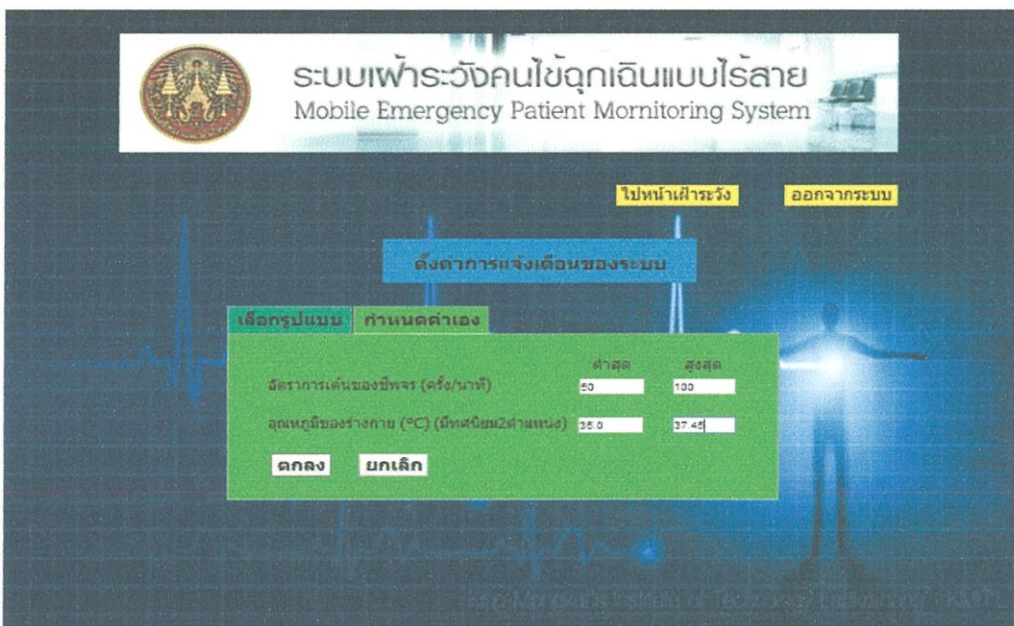 ระบบเฝ้าระวังคนไข้ฉุกเฉินแบบไร้สาย
Mobile Emergency Patient Mornitoring System
ไปหน้าเฝ้าระวัง ออกจากระบบ
ตั้งค่าการแจ้งเตือนของระบบ
เลือกรูปแบบ กำหนดค่าเอง
ต่ำสุด สูงสุด
อัตราการเต้นของชีพจร (ครั้ง/นาที) 50 100
อุณหภูมิของร่างกาย (°C) (มีทศนิยม2ตำแหน่ง) 35.0 37.45
ตกลง ยกเลิก
Institute of